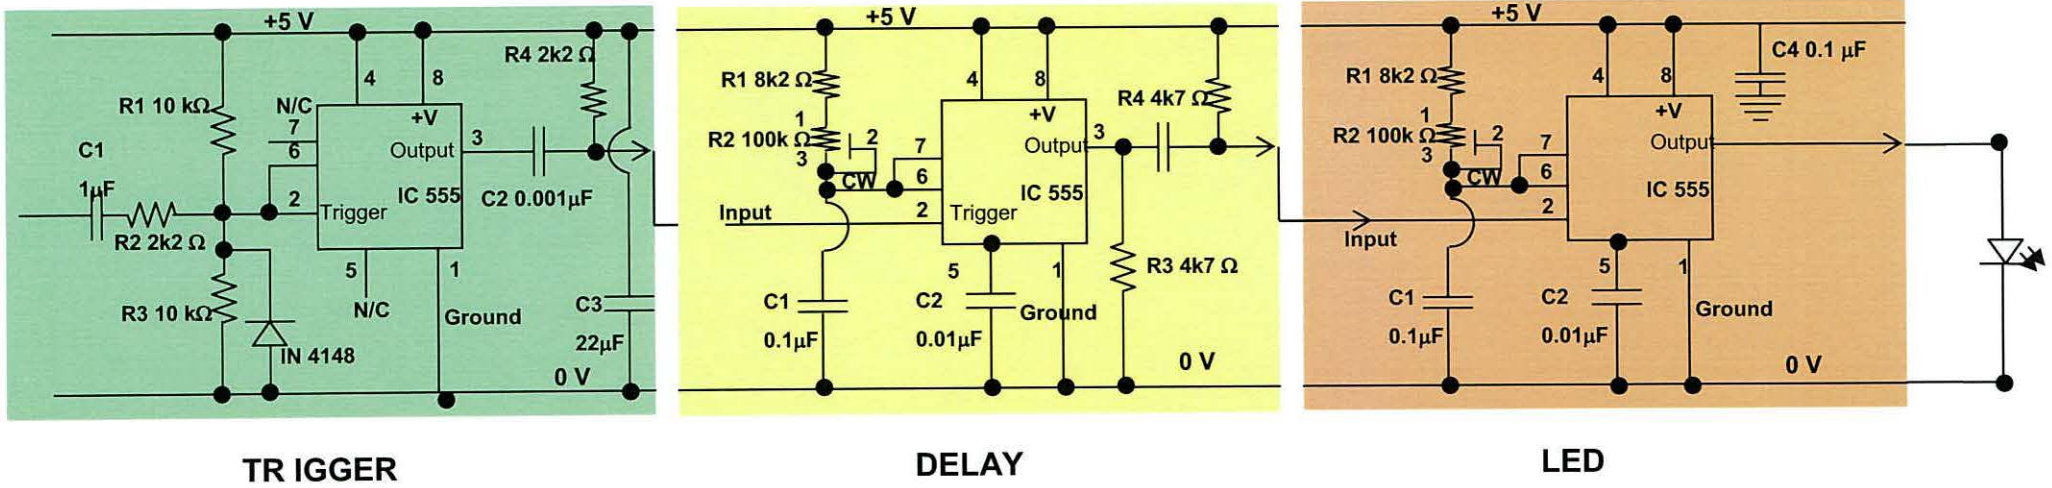 +5 V
R4 2k2 Ω
4
8
R1 10 kΩ
N/C
7
+V
6
3
Output
C1
1µF
2
Trigger
IC 555
C2 0.001µF
R2 2k2 Ω
5
1
R3 10 kΩ
N/C
Ground
C3
22µF
IN 4148
0 V
TR IGGER
+5 V
R1 8k2 Ω
4
8
R4 4k7 Ω
1
+V
R2 100k Ω
2
3
3
7
Output
CW
6
IC 555
Input
2
Trigger
5
1
R3 4k7 Ω
C1
C2
Ground
0.1µF
0.01µF
0 V
DELAY
+5 V
C4 0.1 µF
R1 8k2 Ω
4
8
1
+V
R2 100k Ω
2
3
7
Output
CW
6
IC 555
2
Input
5
1
C1
C2
Ground
0.1µF
0.01µF
0 V
LED